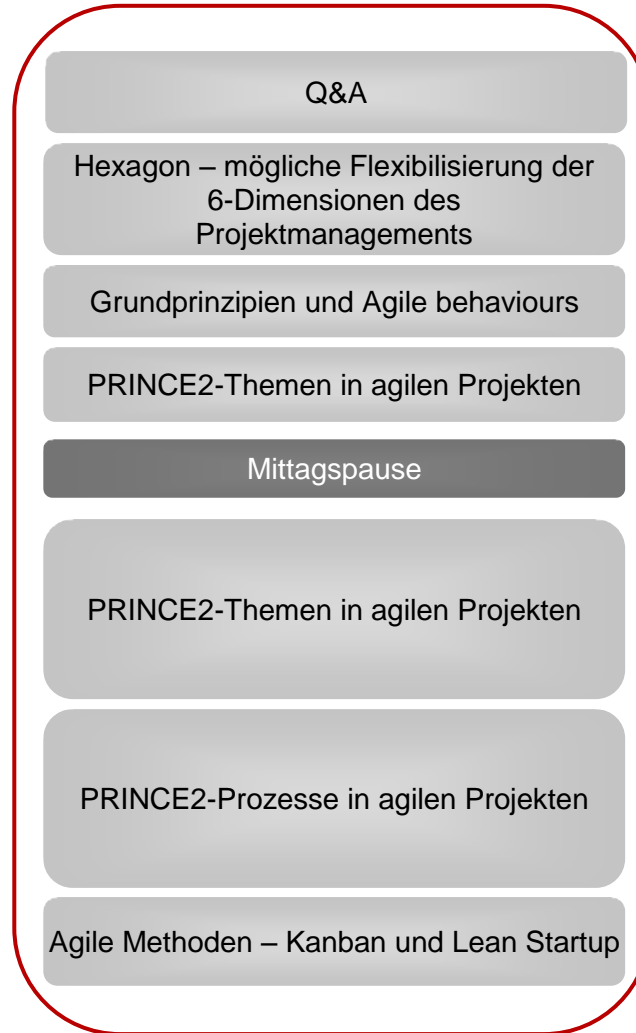 Q&A
Hexagon – mögliche Flexibilisierung der
6-Dimensionen des
Projektmanagements
Grundprinzipien und Agile behaviours
PRINCE2-Themen in agilen Projekten
Mittagspause
PRINCE2-Themen in agilen Projekten
PRINCE2-Prozesse in agilen Projekten
Agile Methoden – Kanban und Lean Startup